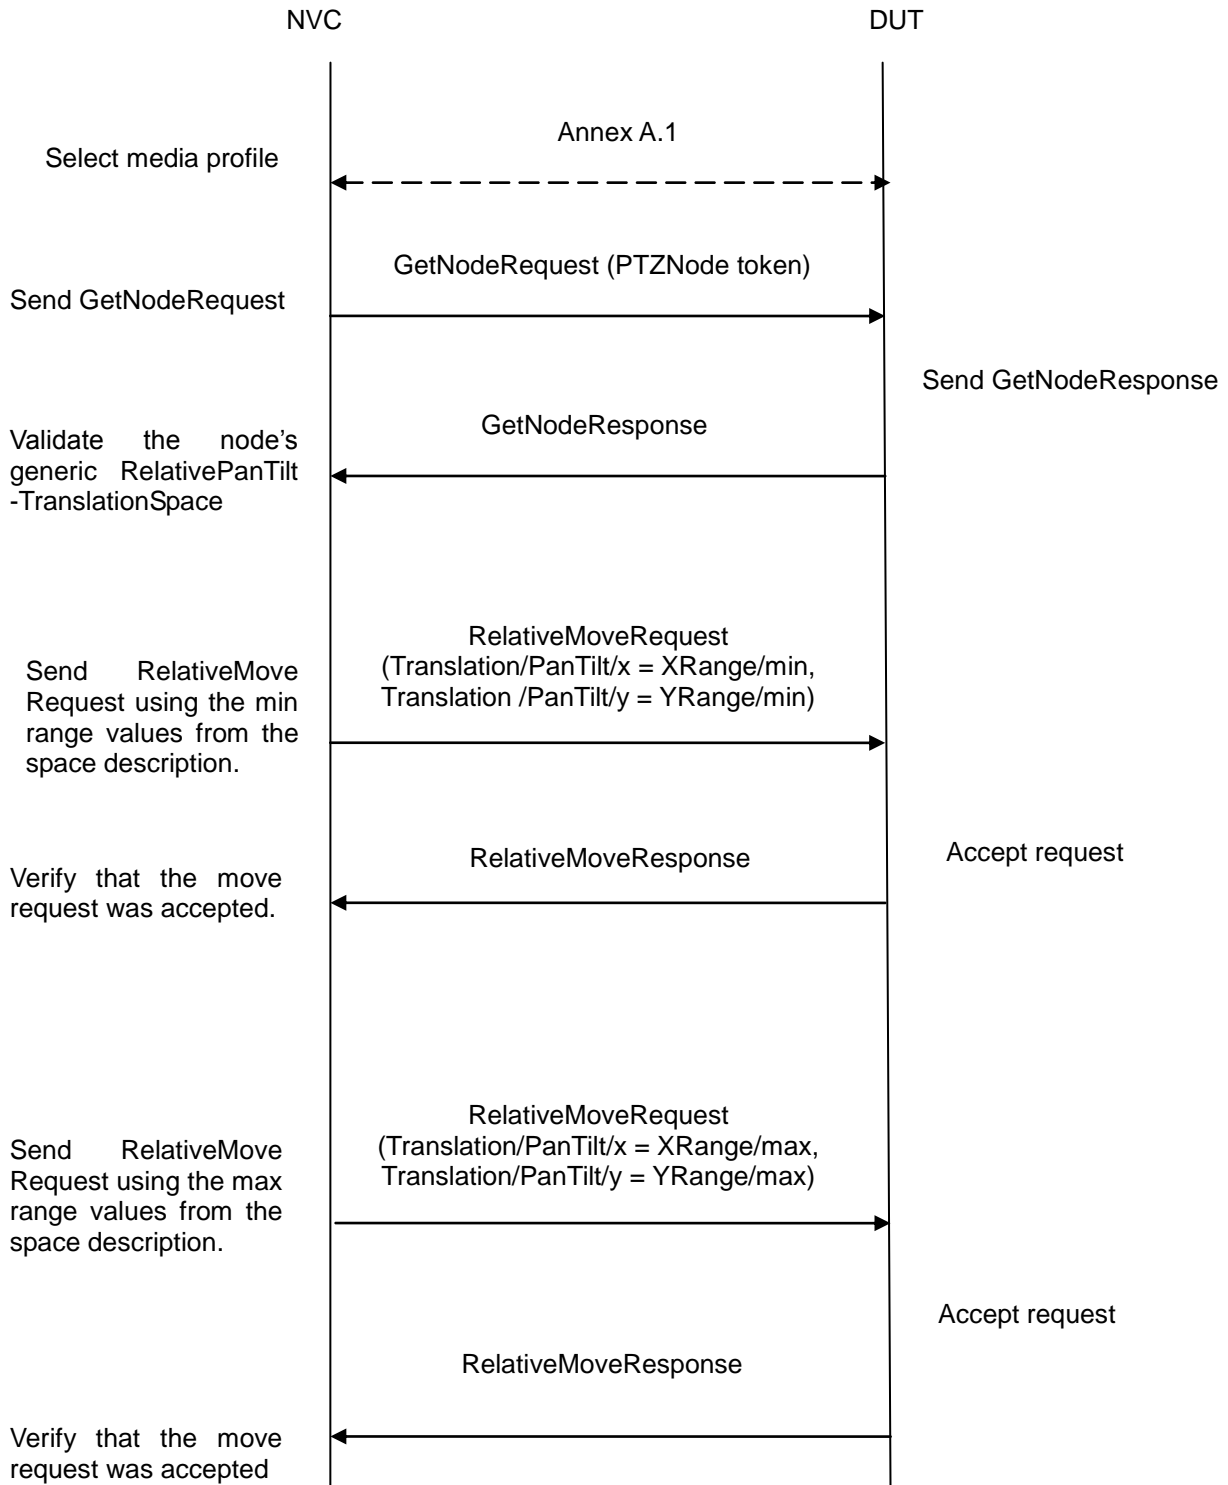 NVC
DUT
Annex A.1
Select media profile
GetNodeRequest (PTZNode token)
Send GetNodeRequest
Send GetNodeResponse
GetNodeResponse
Validate the node's
generic RelativePanTilt
-TranslationSpace
RelativeMoveRequest
(Translation/PanTilt/x = XRange/min,
Translation /PanTilt/y = YRange/min)
Send RelativeMove
Request using the min
range values from the
space description.
Accept request
RelativeMoveResponse
Verify that the move
request was accepted.
RelativeMoveRequest
(Translation/PanTilt/x = XRange/max,
Translation/PanTilt/y = YRange/max)
Send RelativeMove
Request using the max
range values from the
space description.
Accept request
RelativeMoveResponse
Verify that the move
request was accepted